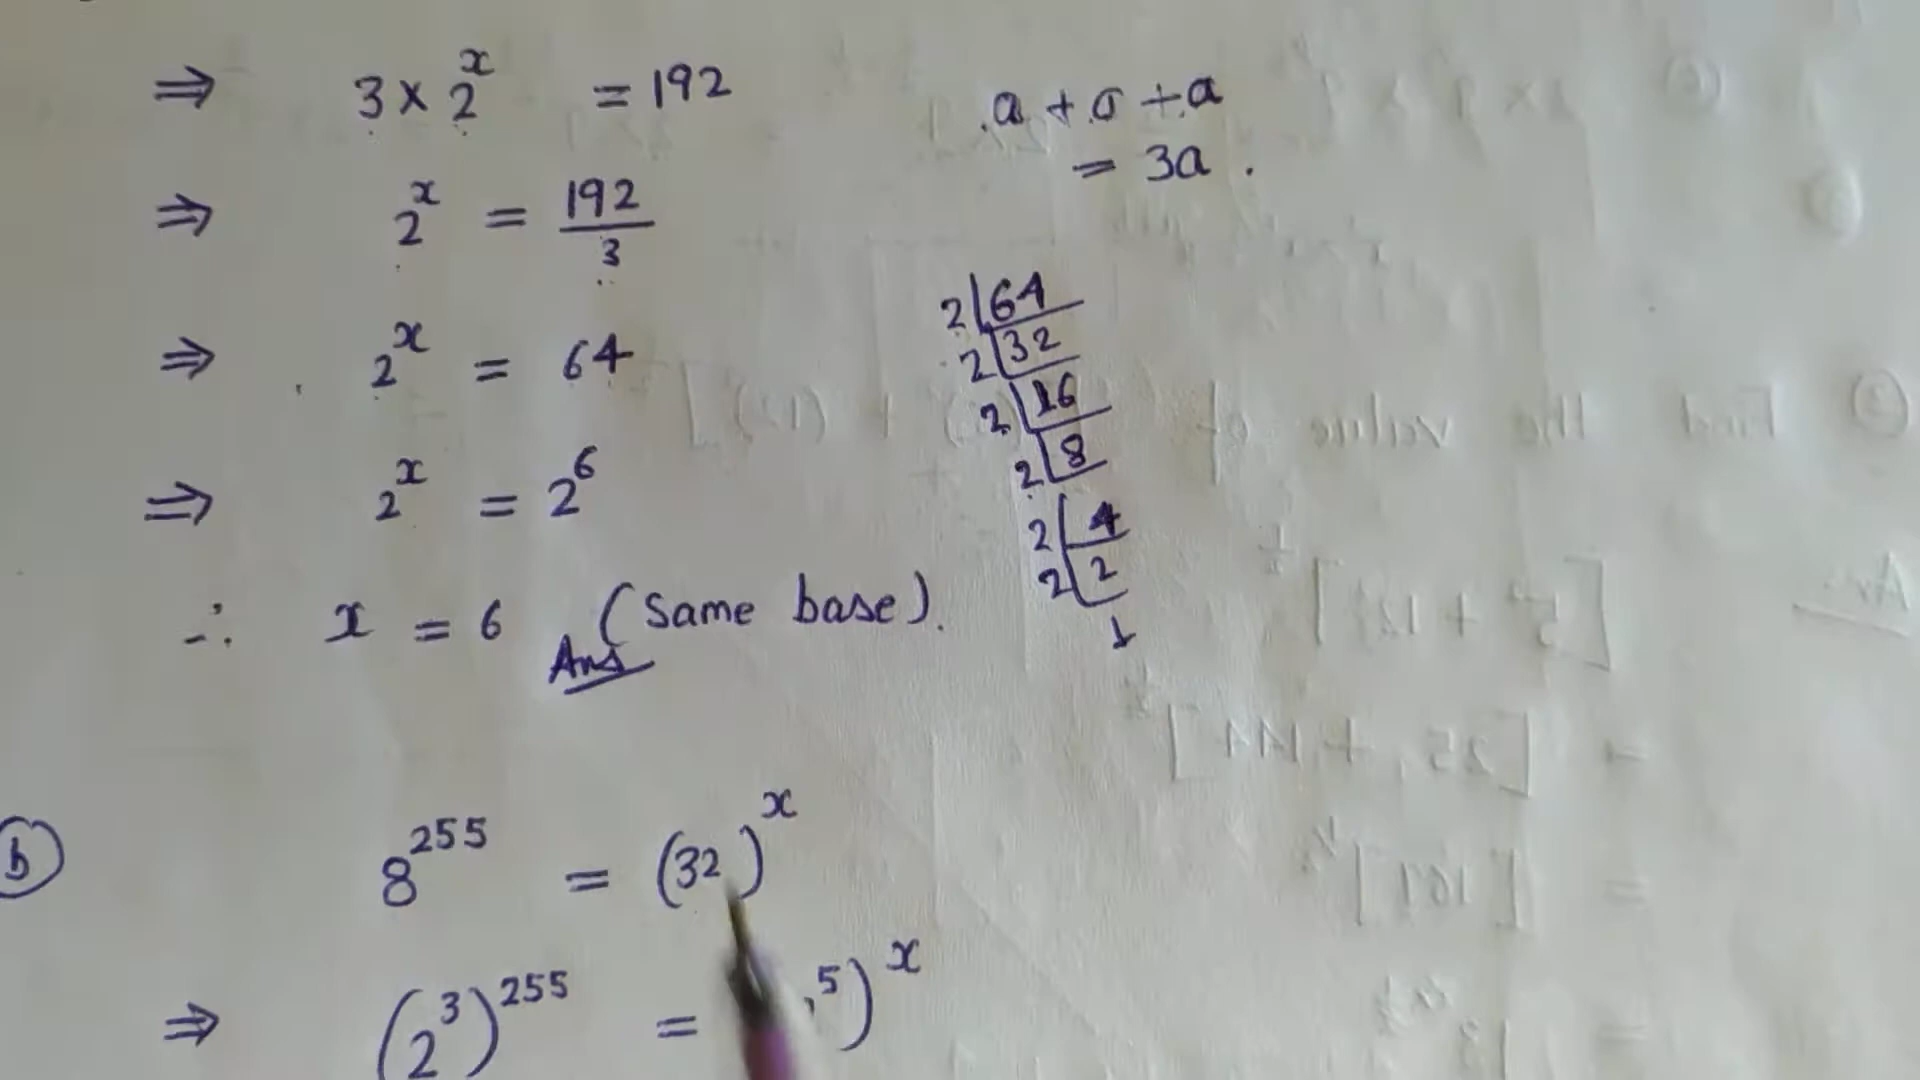 ⇒ 3 × 2^x = 192
a + a + a
= 3a .
⇒ 2^x = 192/3
⇒ 2^x = 64
⇒ 2^x = 2^6
∴ x = 6 (Same base).
Ans
2 | 64
2 | 32
2 | 16
2 | 8
2 | 4
2 | 2
1
(b) 8^255 = (32)^x
⇒ (2^3)^255 = 5)^x